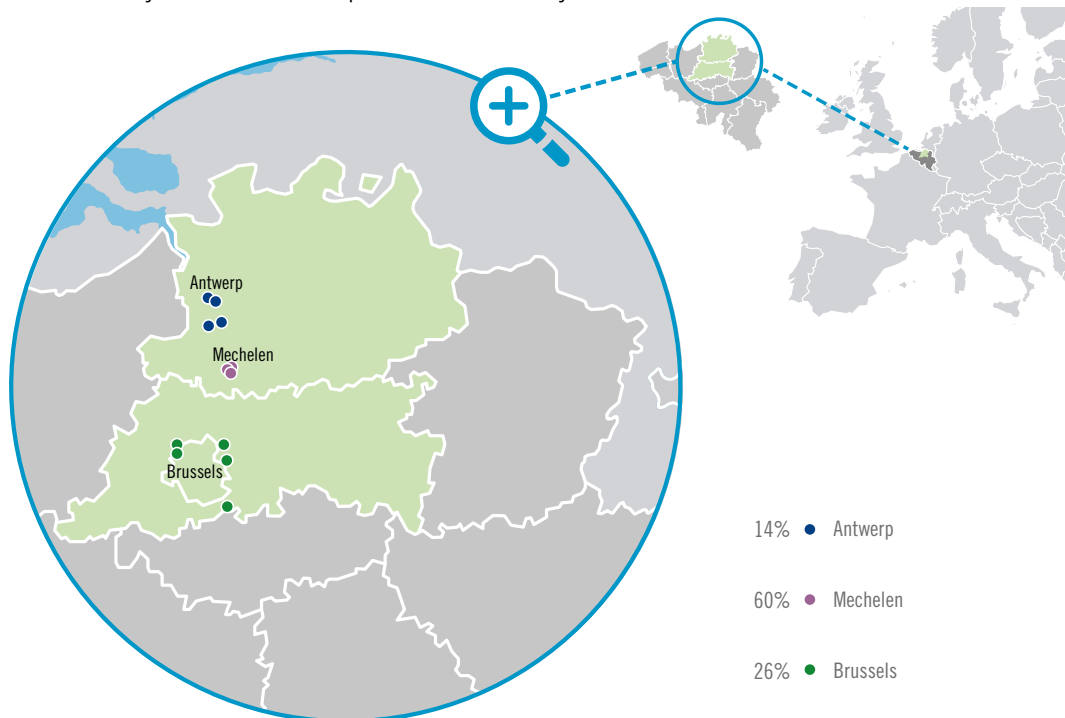 Antwerp
Mechelen
Brussels
14% Antwerp
60% Mechelen
26% Brussels